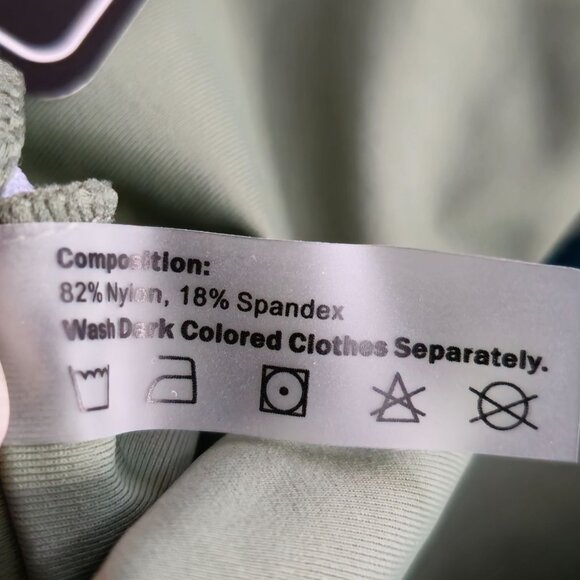 Composition:
82% Nylon, 18% Spandex
Wash Dark Colored Clothes Separately.